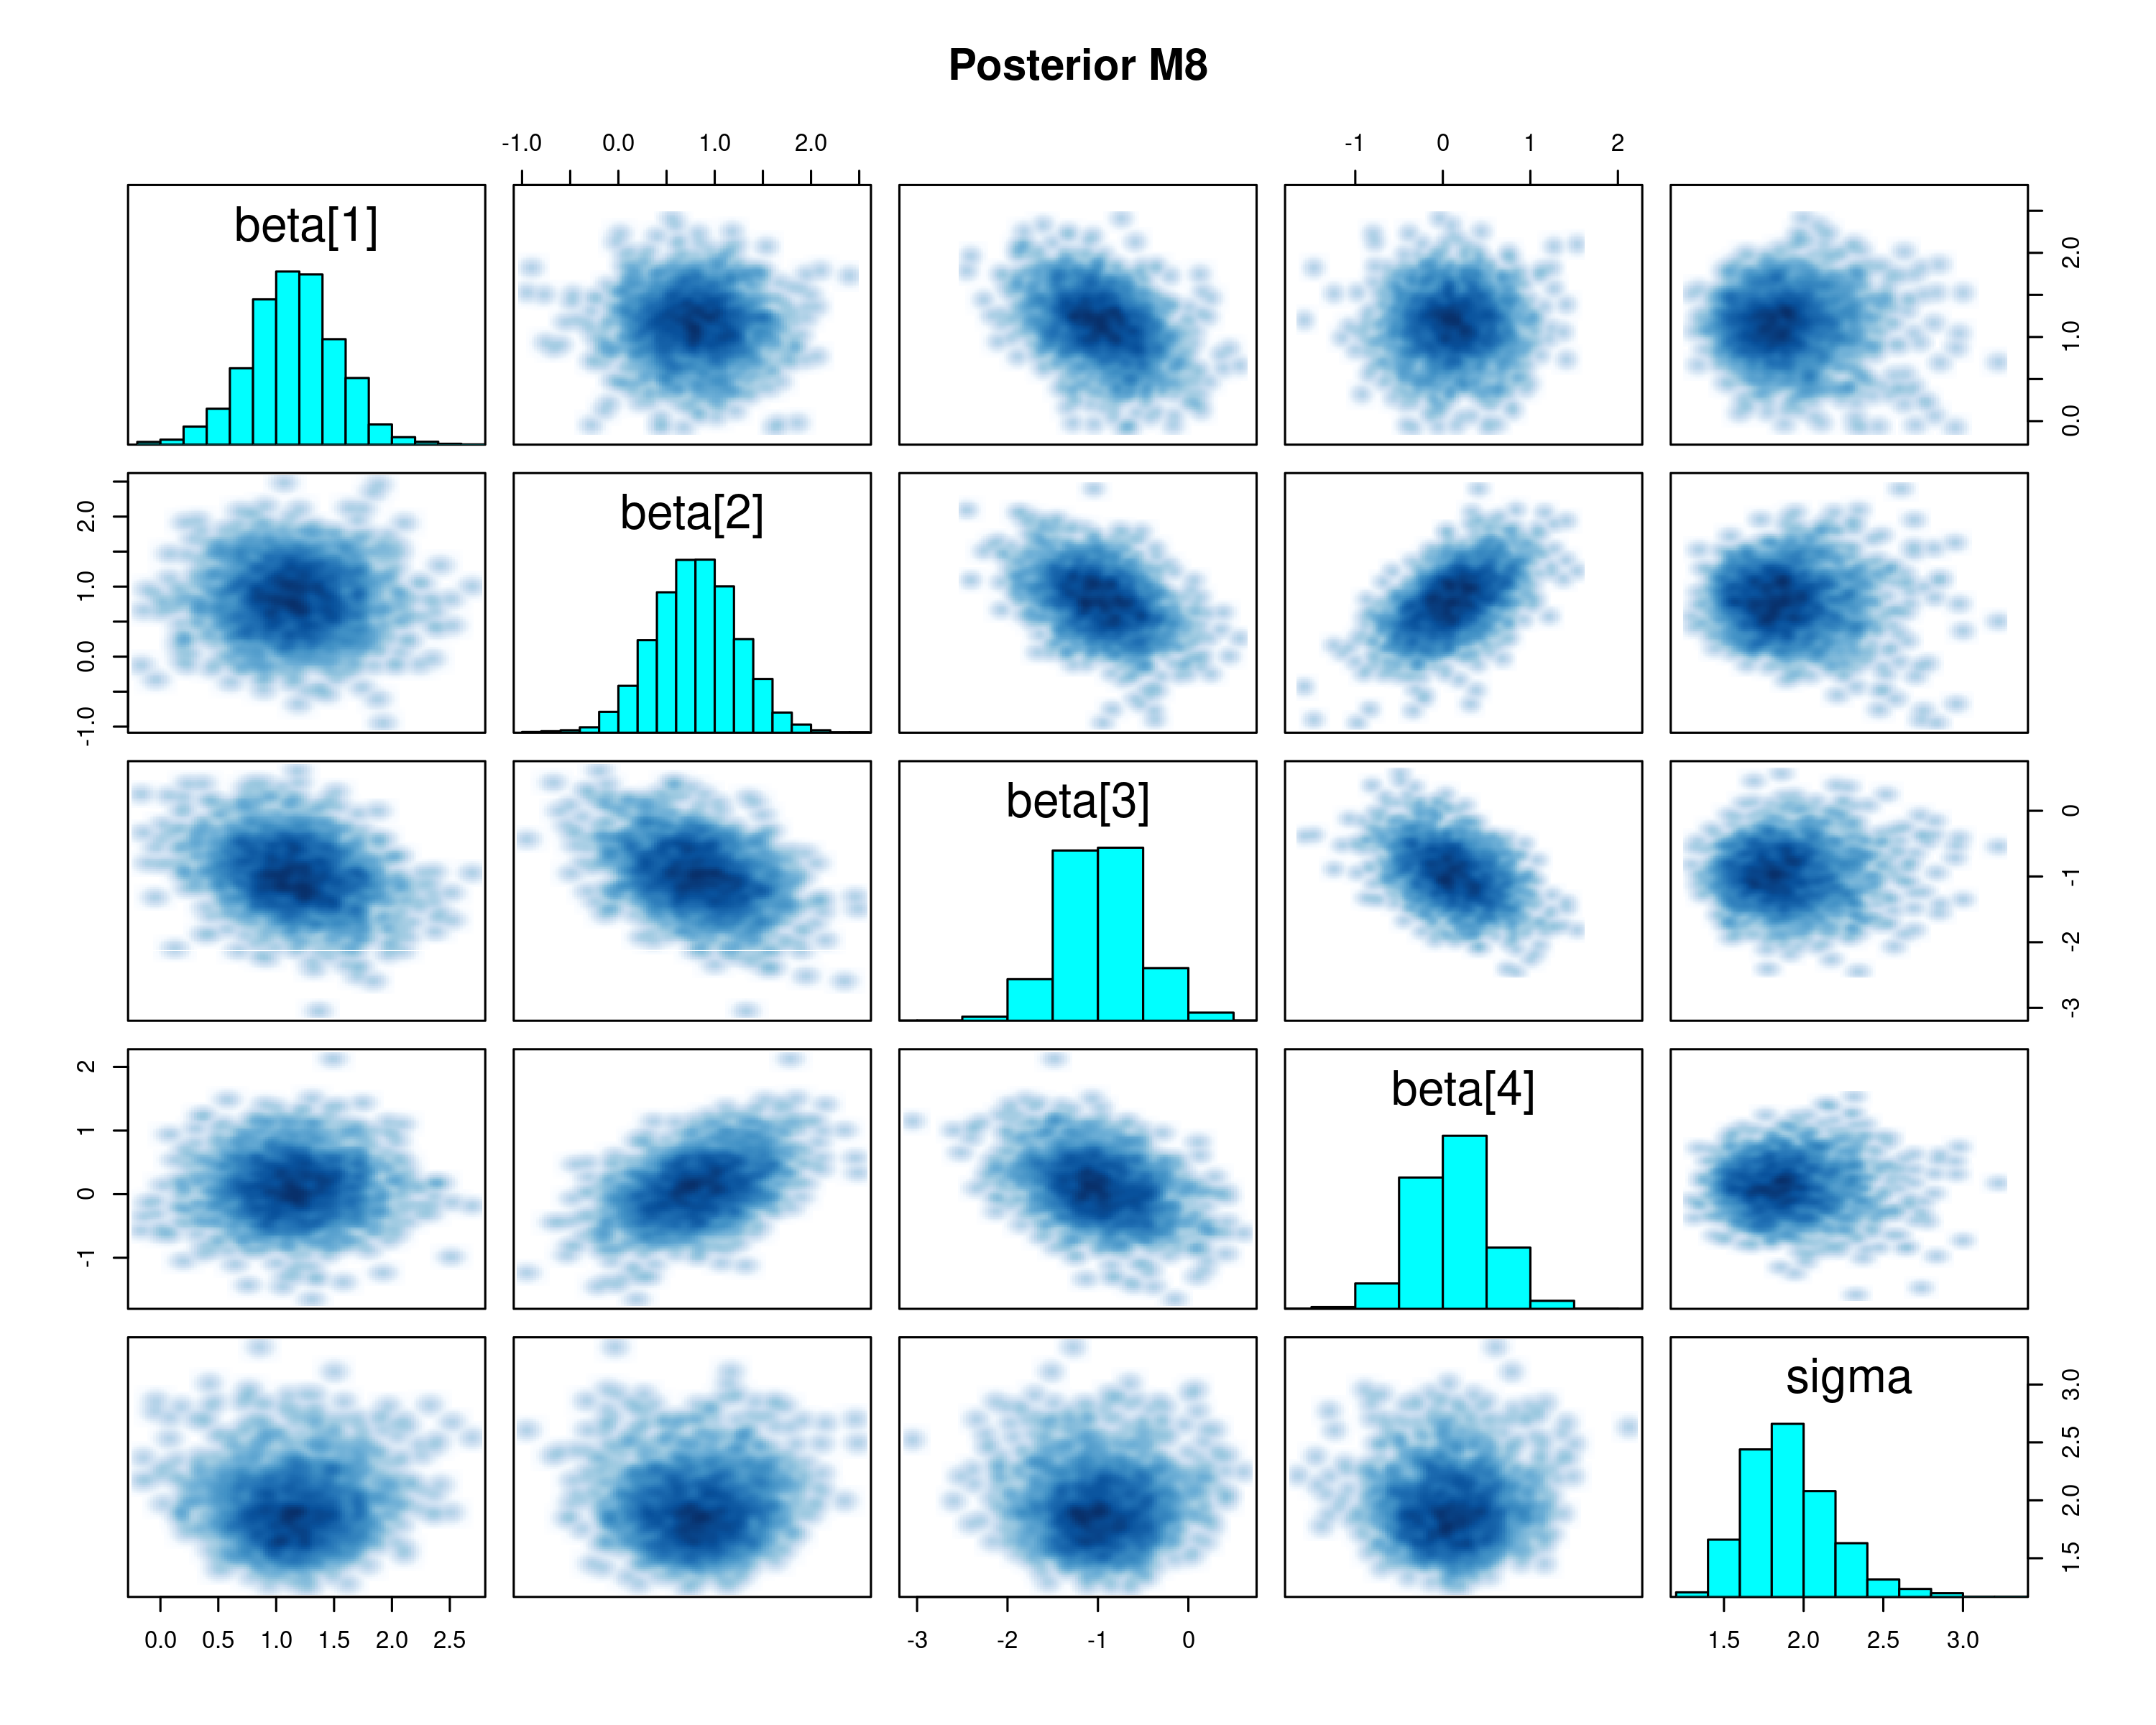 Posterior M8
-1.0 0.0 1.0 2.0
-1 0 1 2
beta[1]
0.0 1.0 2.0
-1.0 0.0 1.0 2.0
beta[2]
beta[3]
-3 -2 -1 0
-1 0 1 2
beta[4]
sigma
1.5 2.0 2.5 3.0
0.0 0.5 1.0 1.5 2.0 2.5
-3 -2 -1 0
1.5 2.0 2.5 3.0